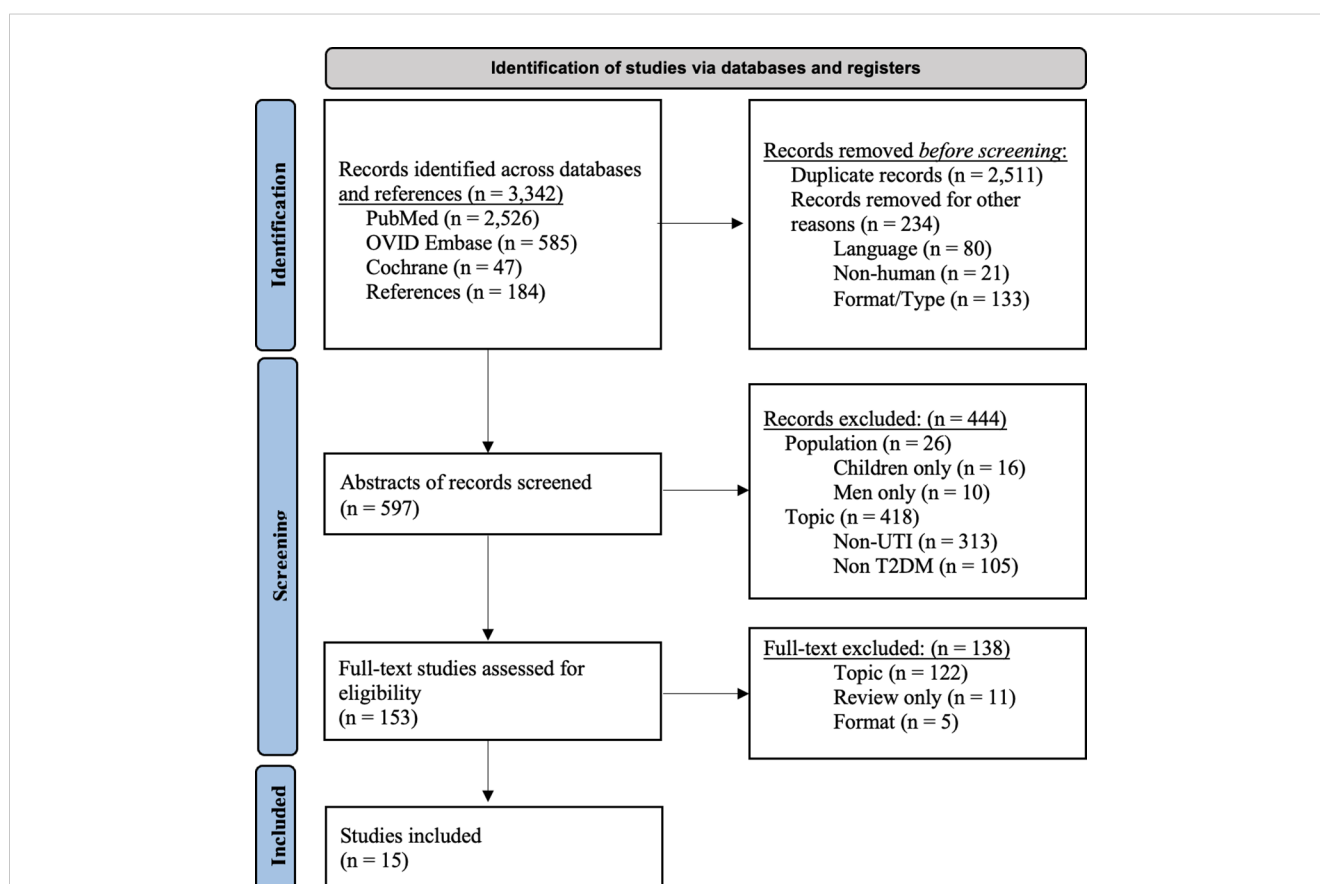 Identification of studies via databases and registers
Identification
Records identified across databases
and references (n = 3,342)
PubMed (n = 2,526)
OVID Embase (n = 585)
Cochrane (n = 47)
References (n = 184)
Records removed before screening:
Duplicate records (n = 2,511)
Records removed for other
reasons (n = 234)
Language (n = 80)
Non-human (n = 21)
Format/Type (n = 133)
Screening
Abstracts of records screened
(n = 597)
Records excluded: (n = 444)
Population (n = 26)
Children only (n = 16)
Men only (n = 10)
Topic (n = 418)
Non-UTI (n = 313)
Non T2DM (n = 105)
Full-text studies assessed for
eligibility
(n = 153)
Full-text excluded: (n = 138)
Topic (n = 122)
Review only (n = 11)
Format (n = 5)
Included
Studies included
(n = 15)